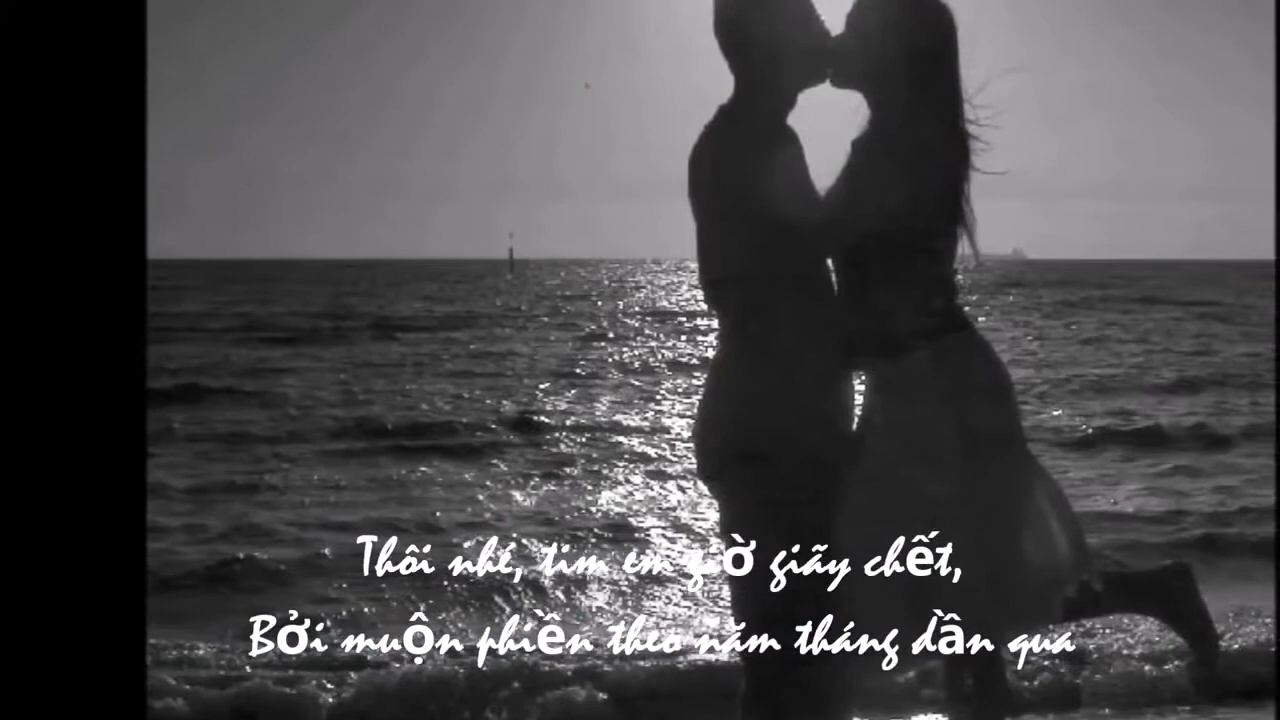 Thôi nhé, tim em giờ giãy chết,
Bởi muộn phiền theo năm tháng dần qua